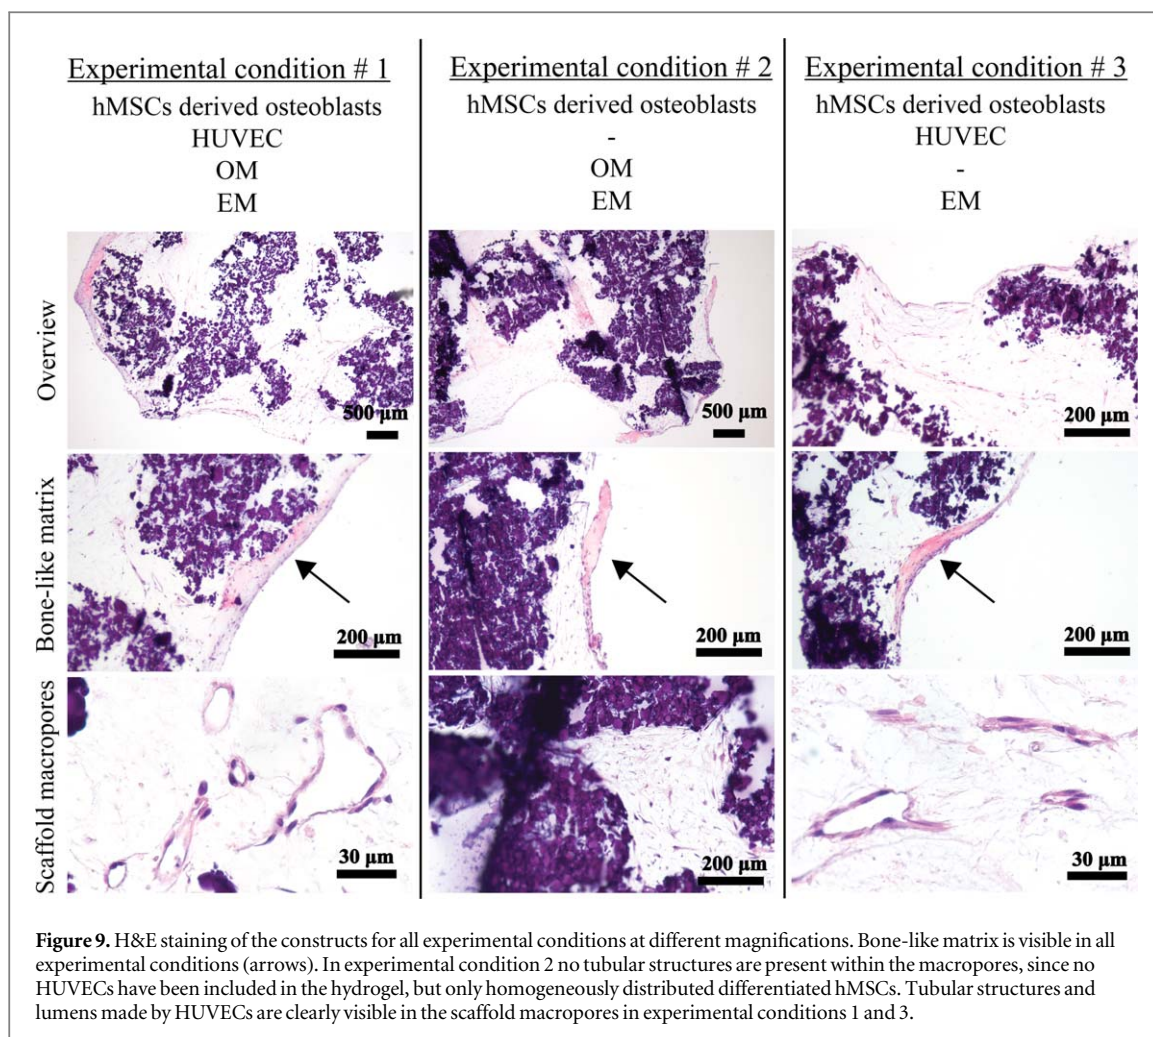 Experimental condition # 1
hMSCs derived osteoblasts
HUVEC
OM
EM
Experimental condition # 2
hMSCs derived osteoblasts
-
OM
EM
Experimental condition # 3
hMSCs derived osteoblasts
HUVEC
-
EM
Overview
500 µm
500 µm
200 µm
Bone-like matrix
200 µm
200 µm
200 µm
Scaffold macropores
30 µm
200 µm
30 µm
Figure 9. H&E staining of the constructs for all experimental conditions at different magnifications. Bone-like matrix is visible in all
experimental conditions (arrows). In experimental condition 2 no tubular structures are present within the macropores, since no
HUVECs have been included in the hydrogel, but only homogeneously distributed differentiated hMSCs. Tubular structures and
lumens made by HUVECs are clearly visible in the scaffold macropores in experimental conditions 1 and 3.